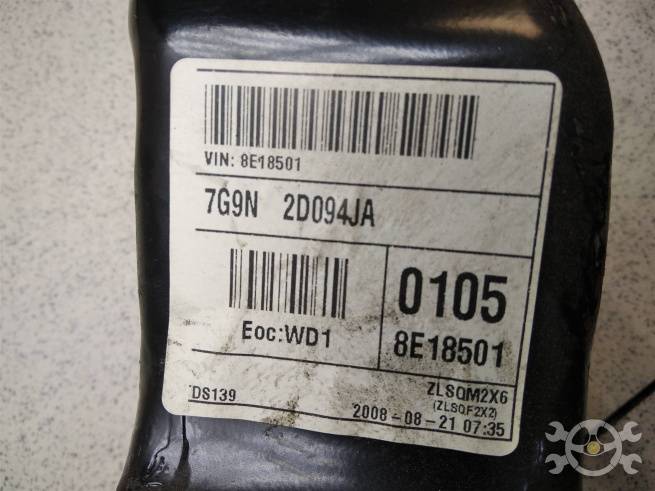 VIN: 8E18501
7G9N 2D094JA
Eoc:WD1
0105
8E18501
DS139
ZLSQM2X6
(ZLSQF2X2)
2008-08-21 07:35